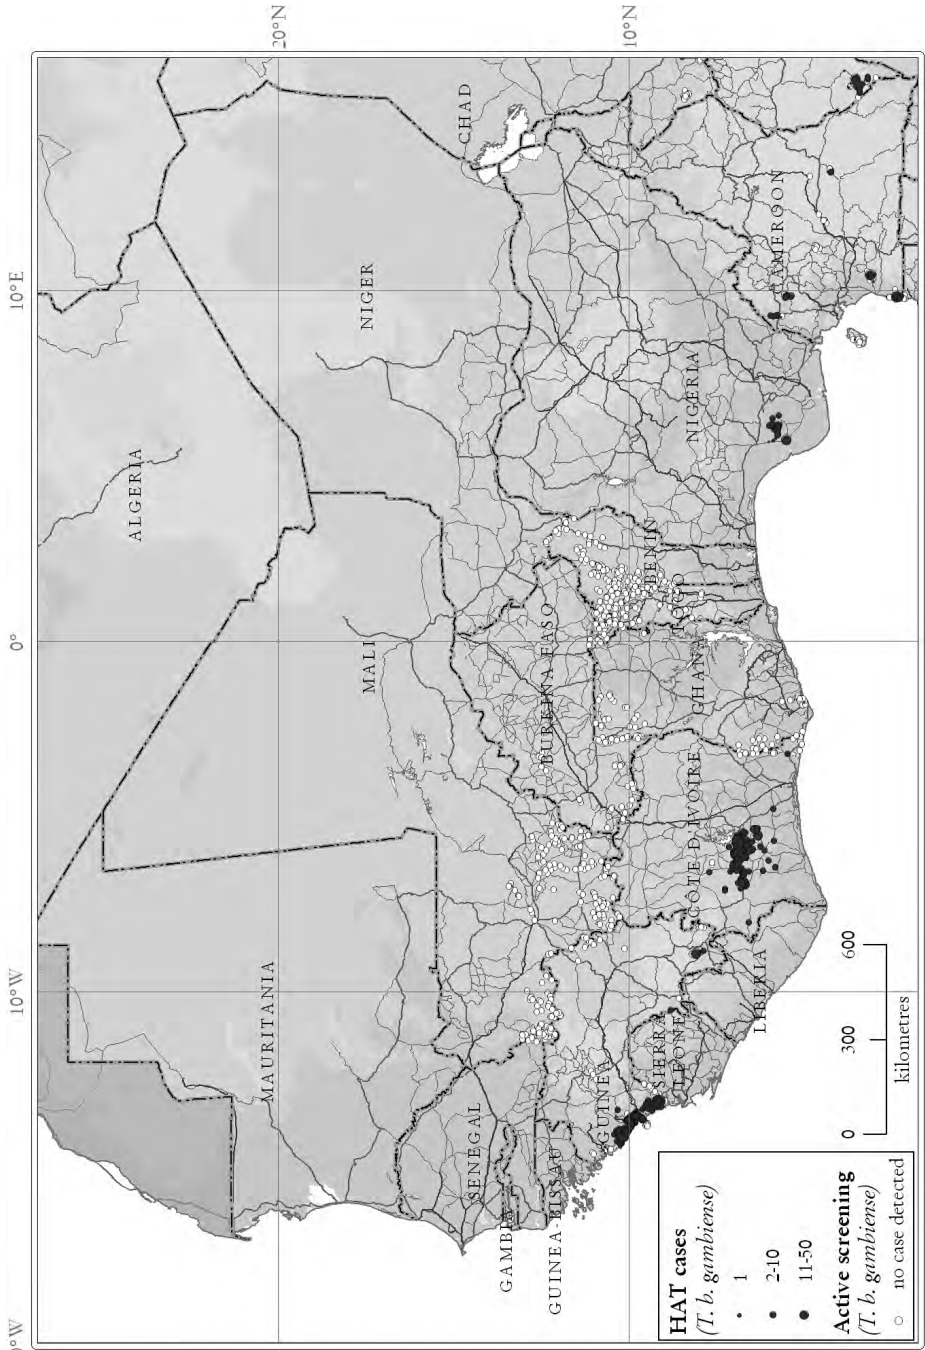 10°W
0°
10°E
ALGERIA
20°N
MAURITANIA
MALI
NIGER
CHAD
SENEGAL
GAMBIA
GUINEA-BISSAU
BURKINA FASO
GUINEA
BENIN
10°N
SIERRA
LEONE
TOGO
GHANA
CÔTE D'IVOIRE
NIGERIA
LIBERIA
CAMEROON
HAT cases
(T. b. gambiense)
1
2-10
11-50
Active screening
(T. b. gambiense)
no case detected
0 300 600
kilometres